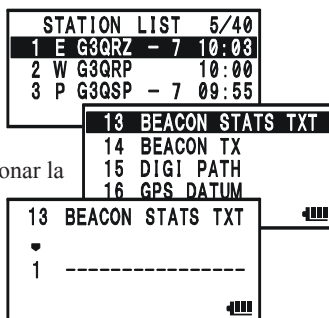 STATION LIST 5/40
1 E G3QRZ – 7 10:03
2 W G3QRP 10:00
3 P G3QSP – 7 09:55
13 BEACON STATS TXT
14 BEACON TX
onar la
15 DIGI PATH
16 GPS DATUM
13 BEACON STATS TXT
1 ----------------